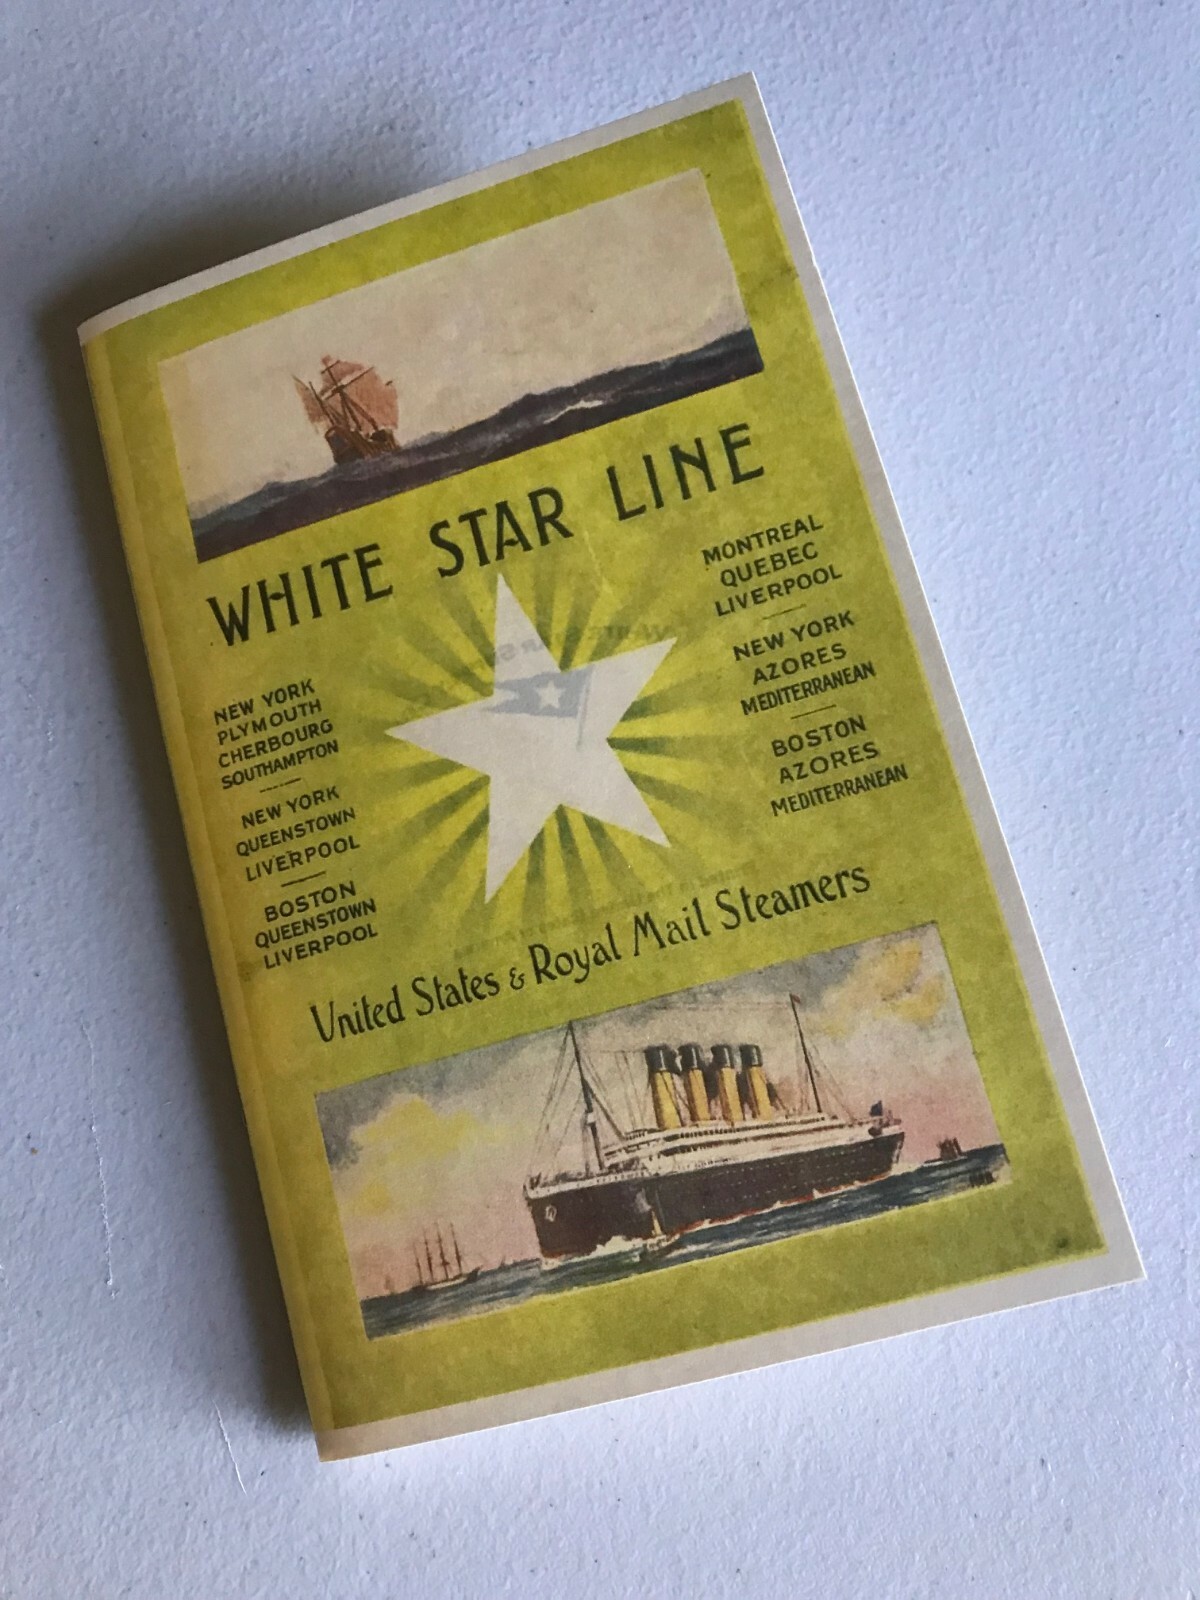 WHITE STAR LINE
NEW YORK
PLYMOUTH
CHERBOURG
SOUTHAMPTON
NEW YORK
QUEENSTOWN
LIVERPOOL
BOSTON
QUEENSTOWN
LIVERPOOL
MONTREAL
QUEBEC
LIVERPOOL
NEW YORK
AZORES
MEDITERRANEAN
BOSTON
AZORES
MEDITERRANEAN
United States & Royal Mail Steamers